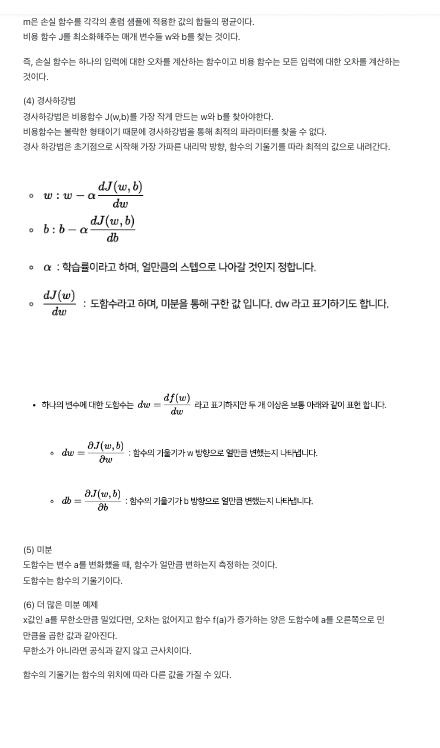 m은 손실 함수를 각각의 훈련 샘플에 적용한 값의 합들의 평균이다.
비용 함수 J를 최소화해주는 매개 변수들 w와 b를 찾는 것이다.
즉, 손실 함수는 하나의 입력에 대한 오차를 계산하는 함수이고 비용 함수는 모든 입력에 대한 오차를 계산하는
것이다.
(4) 경사하강법
경사하강법은 비용함수 J(w,b)를 가장 작게 만드는 w와 b를 찾아야한다.
비용함수는 볼락한 형태이기 때문에 경사하강법을 통해 최적의 파라미터를 찾을 수 없다.
경사 하강법은 초기점으로 시작해 가장 가파른 내리막 방향, 함수의 기울기를 따라 최적의 값으로 내려간다.
w : w − α dJ(w, b)/dw
b : b − α dJ(w, b)/db
α : 학습률이라고 하며, 얼만큼의 스텝으로 나아갈 것인지 정합니다.
dJ(w)/dw : 도함수라고 하며, 미분을 통해 구한 값 입니다. dw 라고 표기하기도 합니다.
하나의 변수에 대한 도함수는 dw = df(w)/dw 라고 표기하지만 두 개 이상은 보통 아래와 같이 표현 합니다.
dw = ∂J(w, b)/∂w : 함수의 기울기가 w 방향으로 얼만큼 변했는지 나타냅니다.
db = ∂J(w, b)/∂b : 함수의 기울기가 b 방향으로 얼만큼 변했는지 나타냅니다.
(5) 미분
도함수는 변수 a를 변화했을 때, 함수가 얼만큼 변하는지 측정하는 것이다.
도함수는 함수의 기울기이다.
(6) 더 많은 미분 예제
x값인 a를 무한소만큼 밀었다면, 오차는 없어지고 함수 f(a)가 증가하는 양은 도함수에 a를 오른쪽으로 민
만큼을 곱한 값과 같아진다.
무한소가 아니라면 공식과 같지 않고 근사치이다.
함수의 기울기는 함수의 위치에 따라 다른 값을 가질 수 있다.